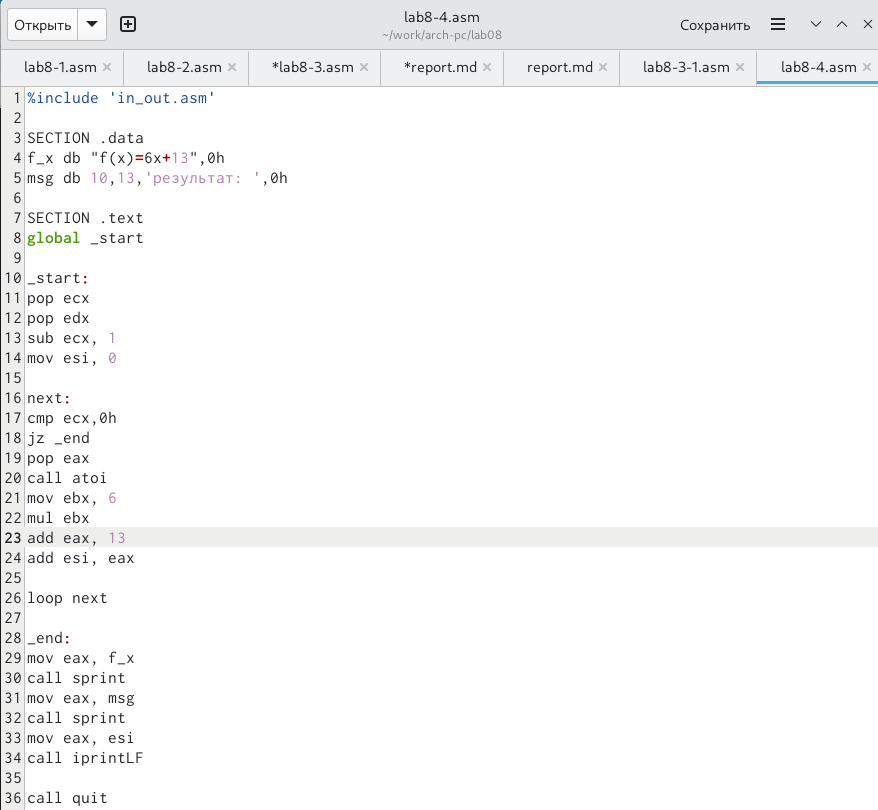 Открыть
lab8-4.asm
~/work/arch-pc/lab08
Сохранить
lab8-1.asm
lab8-2.asm
*lab8-3.asm
*report.md
report.md
lab8-3-1.asm
lab8-4.asm
1 %include 'in_out.asm'
2
3 SECTION .data
4 f_x db "f(x)=6x+13",0h
5 msg db 10,13,'результат: ',0h
6
7 SECTION .text
8 global _start
9
10 _start:
11 pop ecx
12 pop edx
13 sub ecx, 1
14 mov esi, 0
15
16 next:
17 cmp ecx,0h
18 jz _end
19 pop eax
20 call atoi
21 mov ebx, 6
22 mul ebx
23 add eax, 13
24 add esi, eax
25
26 loop next
27
28 _end:
29 mov eax, f_x
30 call sprint
31 mov eax, msg
32 call sprint
33 mov eax, esi
34 call iprintLF
35
36 call quit